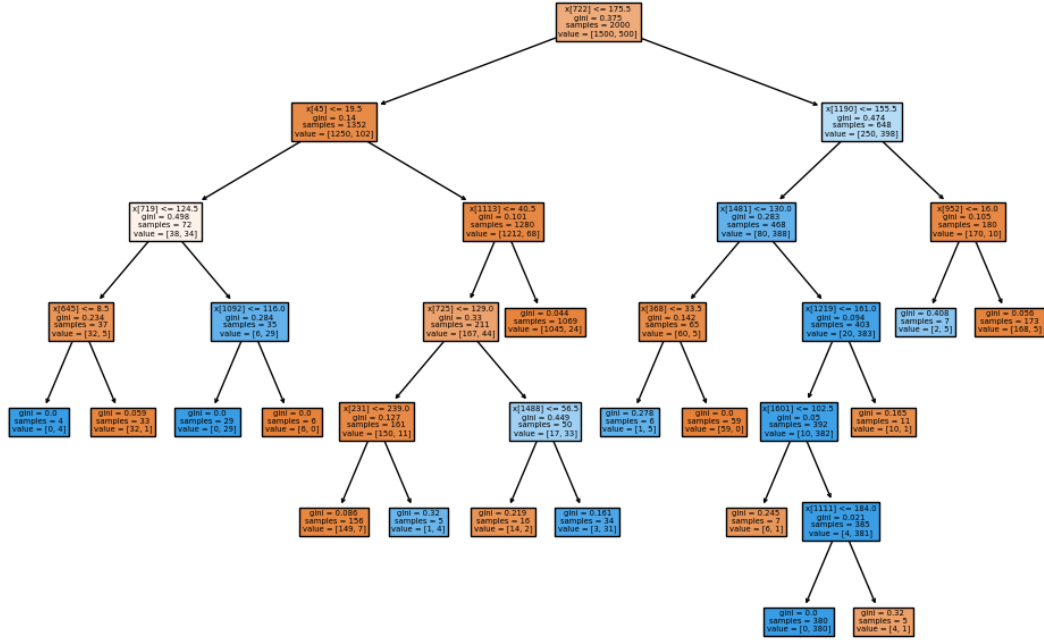 x[722] <= 175.5
gini = 0.375
samples = 2000
value = [1500, 500]
x[45] <= 19.5
gini = 0.14
samples = 1352
value = [1250, 102]
x[1190] <= 155.5
gini = 0.474
samples = 648
value = [250, 398]
x[719] <= 124.5
gini = 0.498
samples = 72
value = [38, 34]
x[1113] <= 40.5
gini = 0.101
samples = 1280
value = [1212, 68]
x[1481] <= 130.0
gini = 0.283
samples = 468
value = [80, 388]
x[952] <= 16.0
gini = 0.105
samples = 180
value = [170, 10]
x[645] <= 8.5
gini = 0.234
samples = 37
value = [32, 5]
x[1092] <= 116.0
gini = 0.284
samples = 35
value = [6, 29]
x[725] <= 129.0
gini = 0.33
samples = 211
value = [167, 44]
gini = 0.044
samples = 1069
value = [1045, 24]
x[368] <= 33.5
gini = 0.142
samples = 65
value = [60, 5]
x[1219] <= 161.0
gini = 0.094
samples = 403
value = [20, 383]
gini = 0.408
samples = 7
value = [2, 5]
gini = 0.056
samples = 173
value = [168, 5]
gini = 0.0
samples = 4
value = [0, 4]
gini = 0.059
samples = 33
value = [32, 1]
gini = 0.0
samples = 29
value = [0, 29]
gini = 0.0
samples = 6
value = [6, 0]
x[231] <= 239.0
gini = 0.127
samples = 161
value = [150, 11]
x[1488] <= 56.5
gini = 0.449
samples = 50
value = [17, 33]
gini = 0.278
samples = 6
value = [1, 5]
gini = 0.0
samples = 59
value = [59, 0]
x[1601] <= 102.5
gini = 0.05
samples = 392
value = [10, 382]
gini = 0.165
samples = 11
value = [10, 1]
gini = 0.086
samples = 156
value = [149, 7]
gini = 0.32
samples = 5
value = [1, 4]
gini = 0.219
samples = 16
value = [14, 2]
gini = 0.161
samples = 34
value = [3, 31]
gini = 0.245
samples = 7
value = [6, 1]
x[1111] <= 184.0
gini = 0.021
samples = 385
value = [4, 381]
gini = 0.0
samples = 380
value = [0, 380]
gini = 0.32
samples = 5
value = [4, 1]